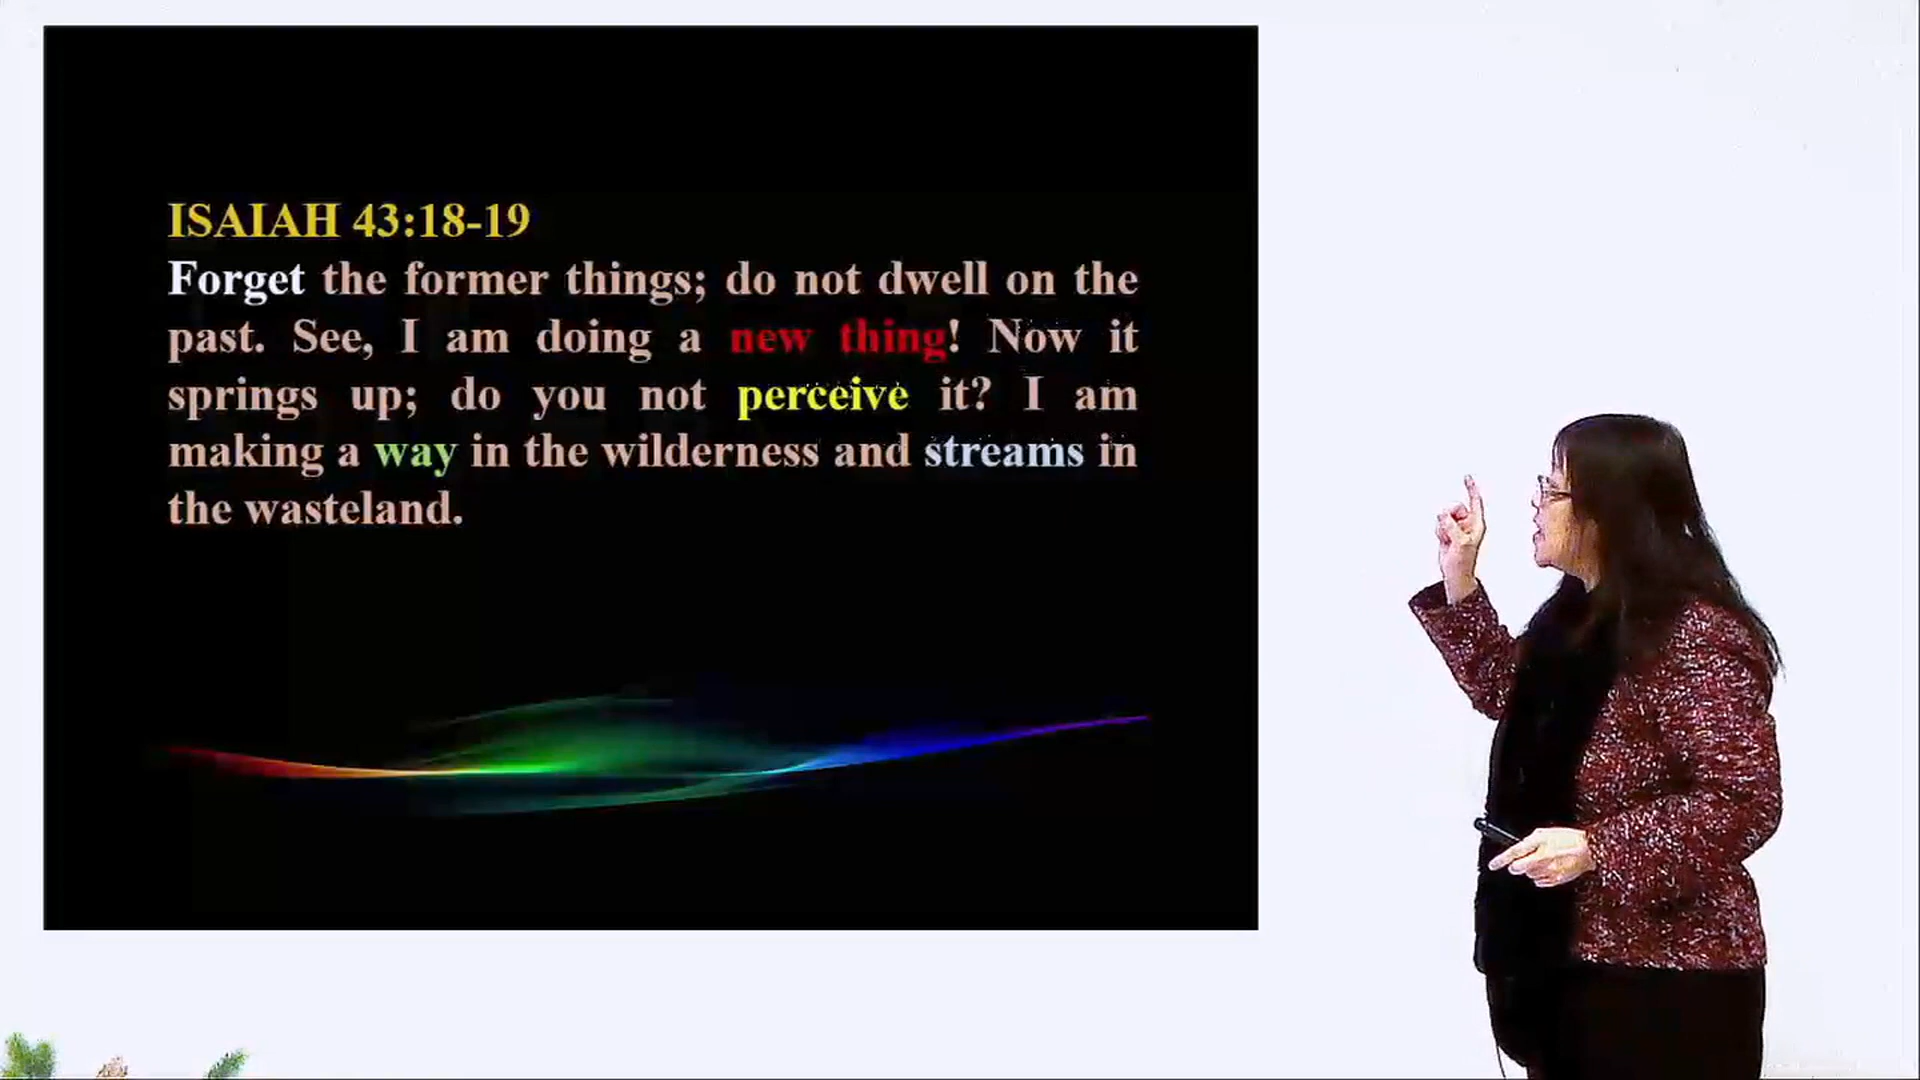 ISAIAH 43:18-19
Forget the former things; do not dwell on the
past. See, I am doing a new thing! Now it
springs up; do you not perceive it? I am
making a way in the wilderness and streams in
the wasteland.